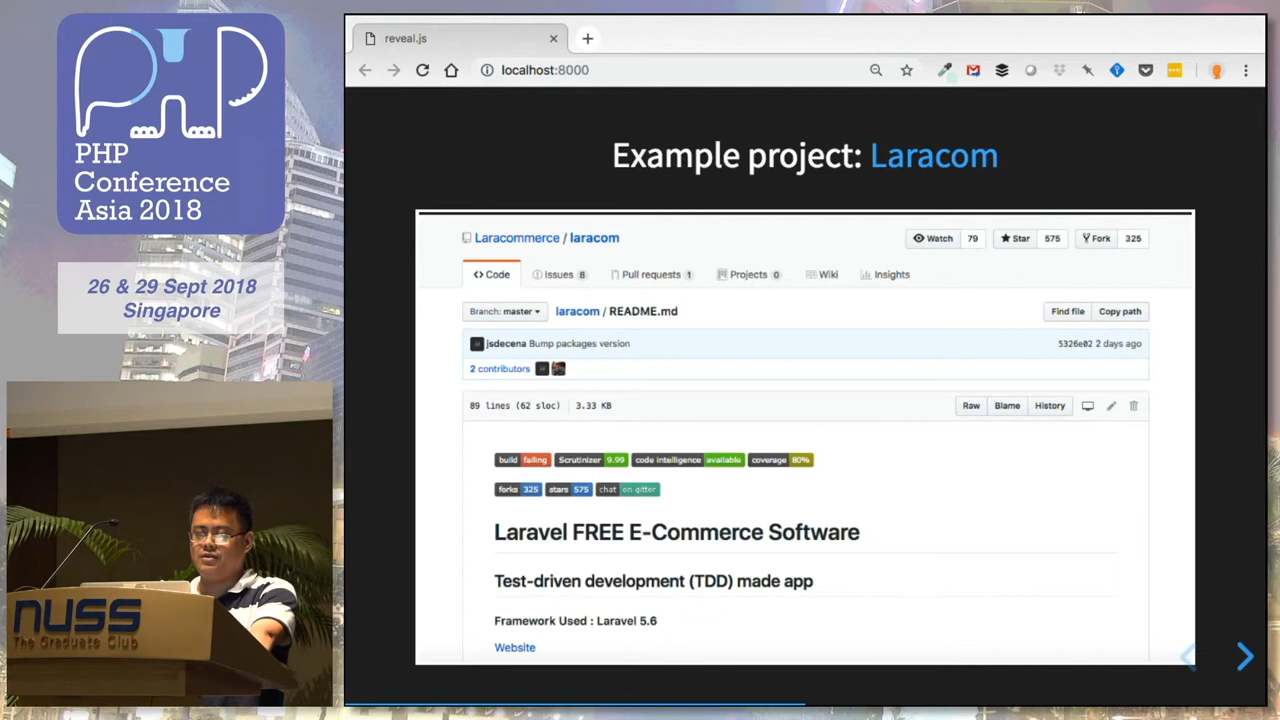 PHP
PHP
Conference
Asia 2018
26 & 29 Sept 2018
Singapore
nuss
The Graduate Club
reveal.js
localhost:8000
Example project: Laracom
Laracommerce / laracom
Watch 79
Star 575
Fork 325
Code
Issues 8
Pull requests 1
Projects 0
Wiki
Insights
Branch: master
laracom / README.md
Find file
Copy path
jsdecena Bump packages version
5326e02 2 days ago
2 contributors
89 lines (62 sloc)
3.33 KB
Raw
Blame
History
build failing
Scrutinizer 9.99
code intelligence available
coverage 80%
forks 325
stars 575
chat on gitter
Laravel FREE E-Commerce Software
Test-driven development (TDD) made app
Framework Used : Laravel 5.6
Website